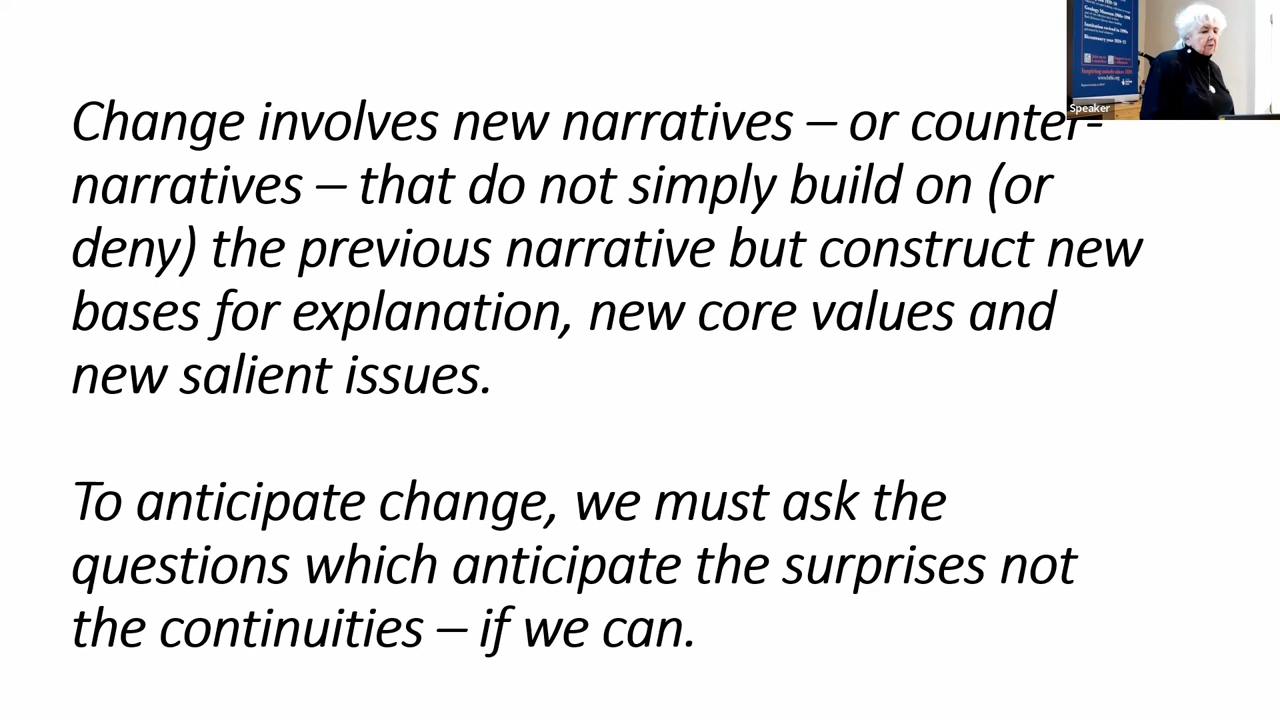 Change involves new narratives – or counter-
narratives – that do not simply build on (or
deny) the previous narrative but construct new
bases for explanation, new core values and
new salient issues.
To anticipate change, we must ask the
questions which anticipate the surprises not
the continuities – if we can.
Speaker